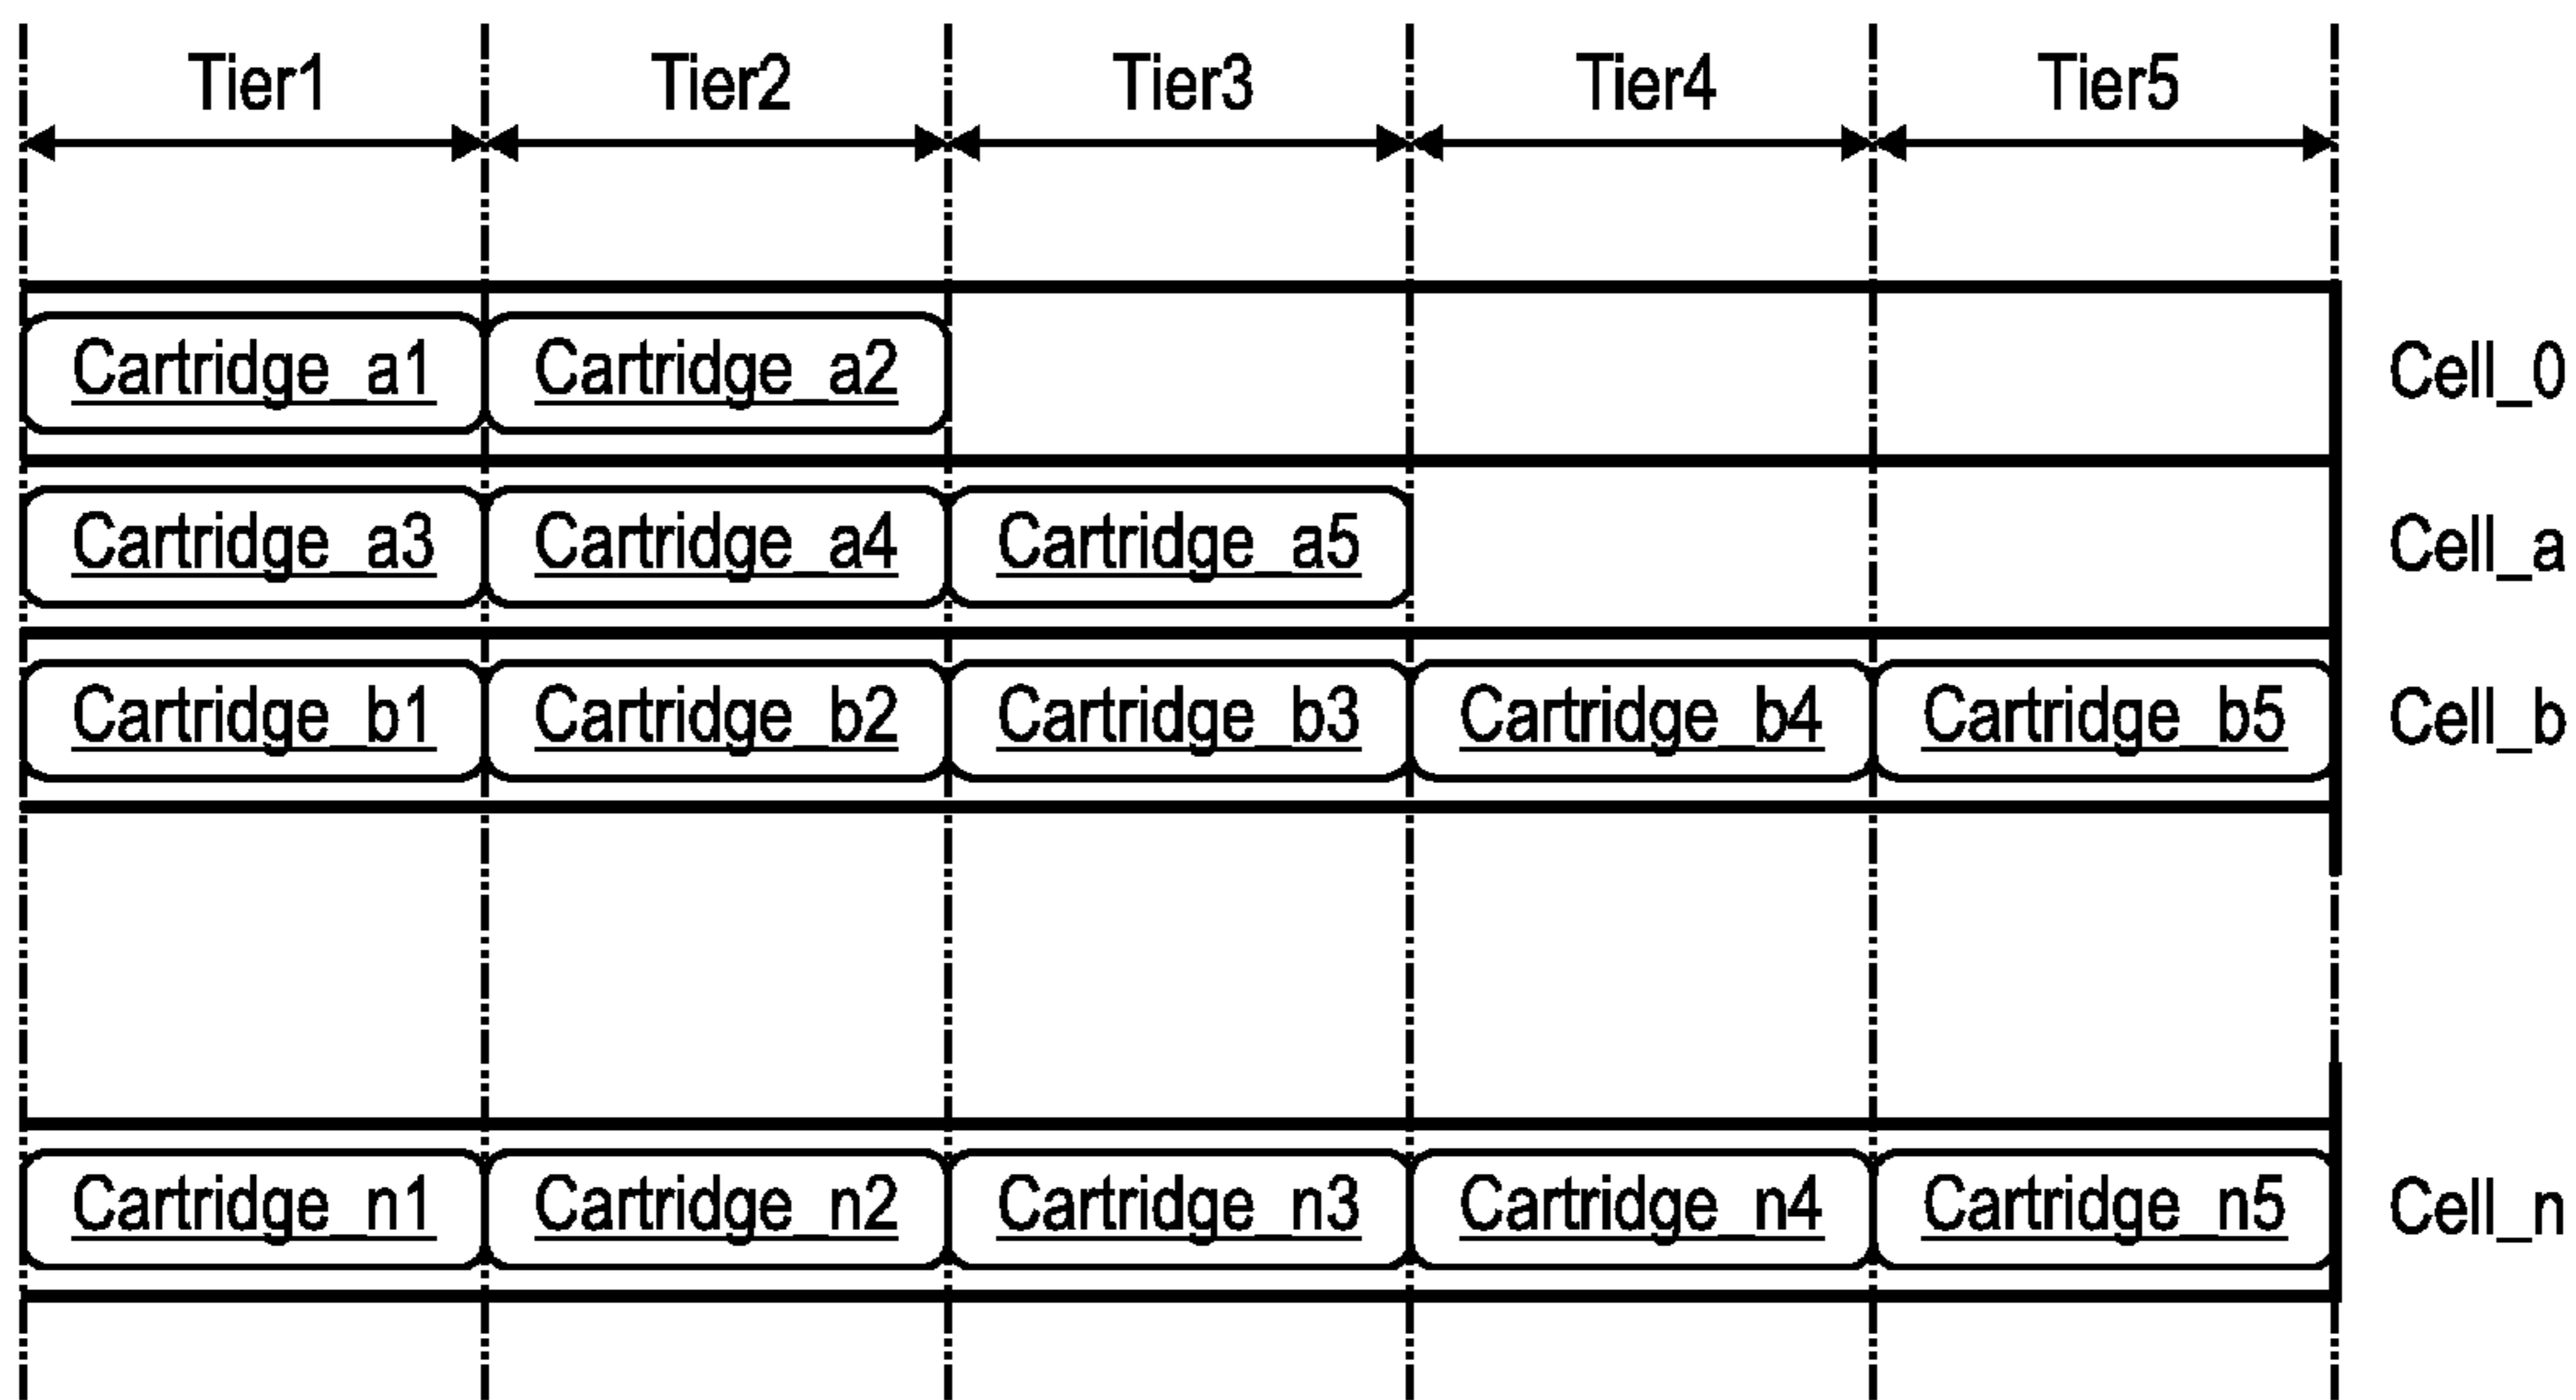 Tier1 Tier2 Tier3 Tier4 Tier5
Cartridge_a1 Cartridge_a2 Cell_0
Cartridge_a3 Cartridge_a4 Cartridge_a5 Cell_a
Cartridge_b1 Cartridge_b2 Cartridge_b3 Cartridge_b4 Cartridge_b5 Cell_b
Cartridge_n1 Cartridge_n2 Cartridge_n3 Cartridge_n4 Cartridge_n5 Cell_n